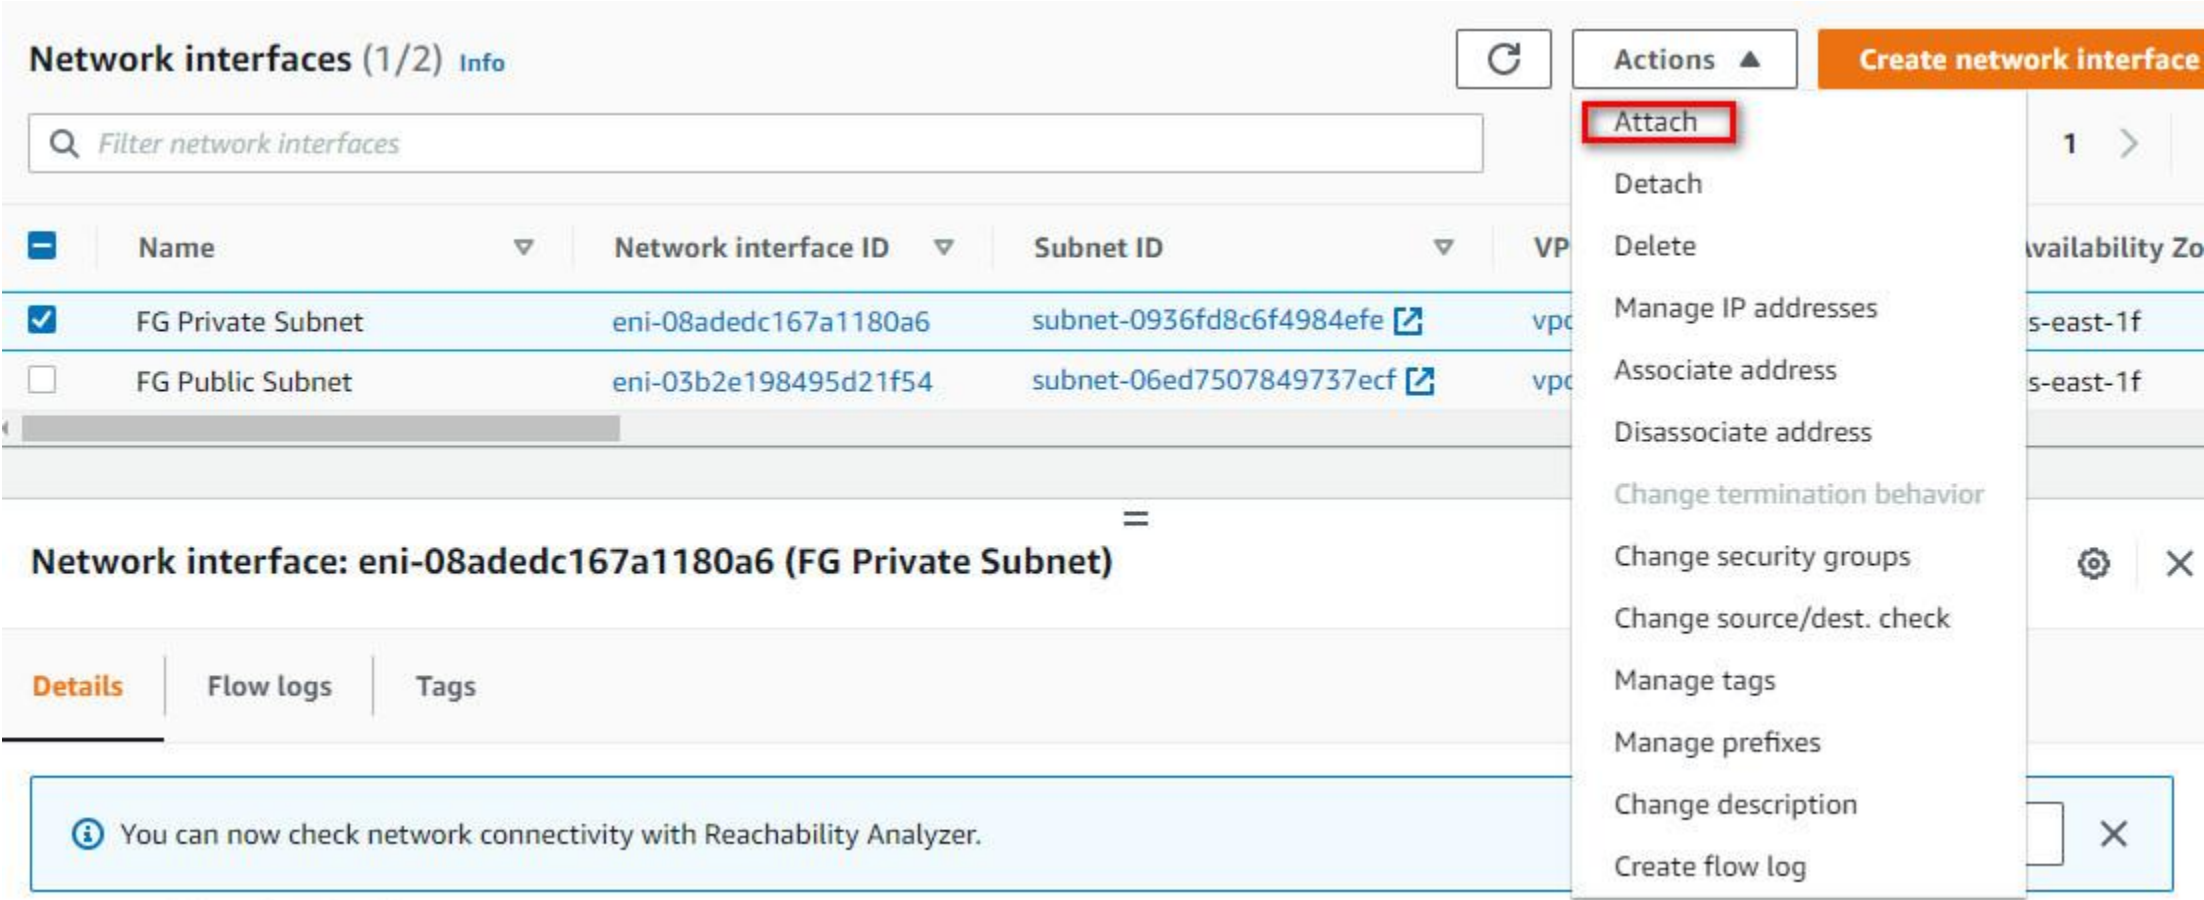 Network interfaces (1/2) Info
Actions ▲
Create network interface
Filter network interfaces
Attach
1
Detach
Name
Network interface ID
Subnet ID
VP
Delete
vailability Zo
Manage IP addresses
FG Private Subnet
eni-08adedc167a1180a6
subnet-0936fd8c6f4984efe
vpc
s-east-1f
Associate address
FG Public Subnet
eni-03b2e198495d21f54
subnet-06ed7507849737ecf
vpc
s-east-1f
Disassociate address
Change termination behavior
Network interface: eni-08adedc167a1180a6 (FG Private Subnet)
Change security groups
Change source/dest. check
Details
Flow logs
Tags
Manage tags
Manage prefixes
Change description
You can now check network connectivity with Reachability Analyzer.
Create flow log